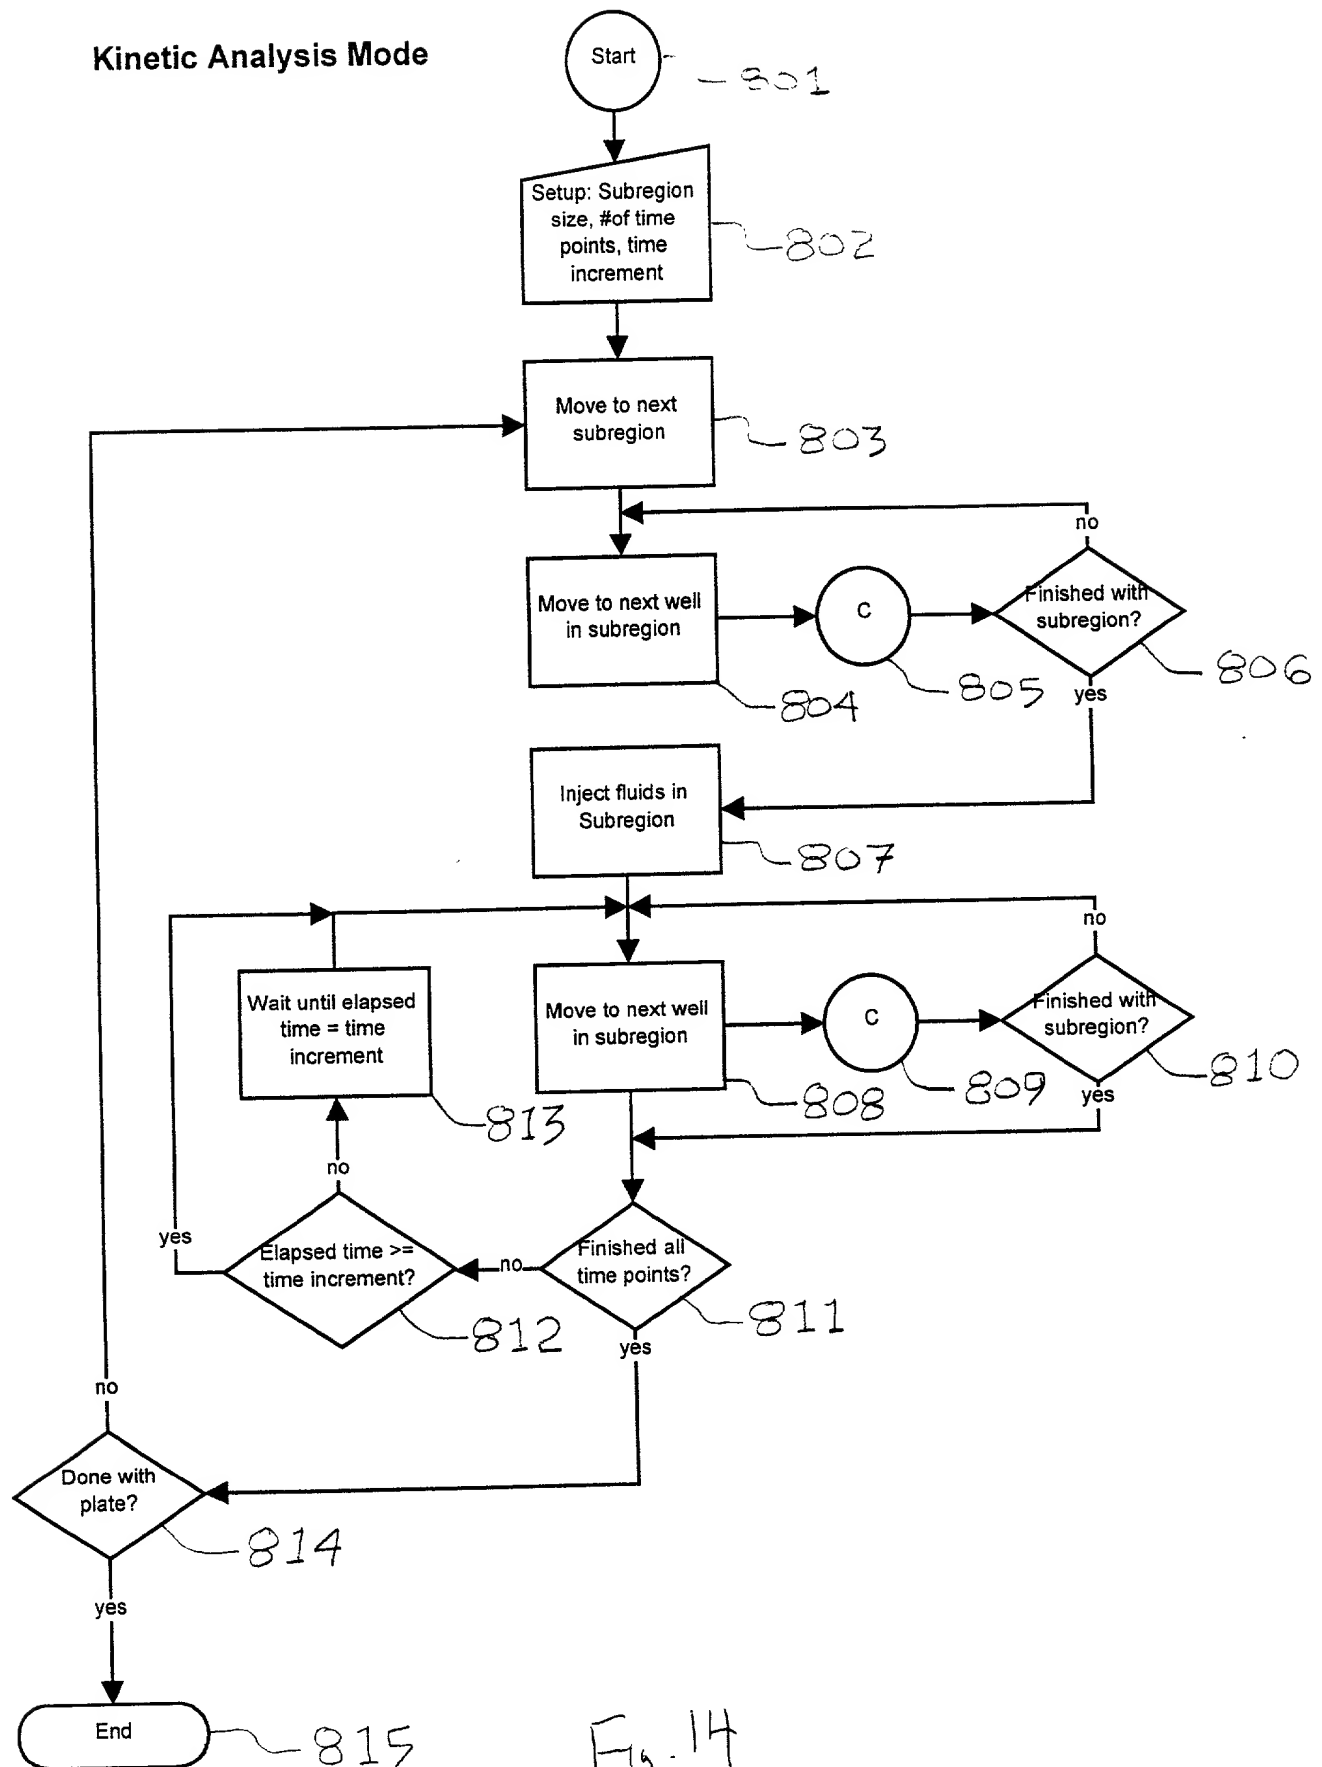 Kinetic Analysis Mode
Start
801
Setup: Subregion
size, #of time
points, time
increment
802
Move to next
subregion
803
no
Move to next well
in subregion
804
C
805
Finished with
subregion?
806
yes
Inject fluids in
Subregion
807
no
Wait until elapsed
time = time
increment
813
Move to next well
in subregion
808
C
809
Finished with
subregion?
810
yes
no
yes
Elapsed time >=
time increment?
812
no
Finished all
time points?
811
yes
no
Done with
plate?
814
yes
End
815
Fig. 14